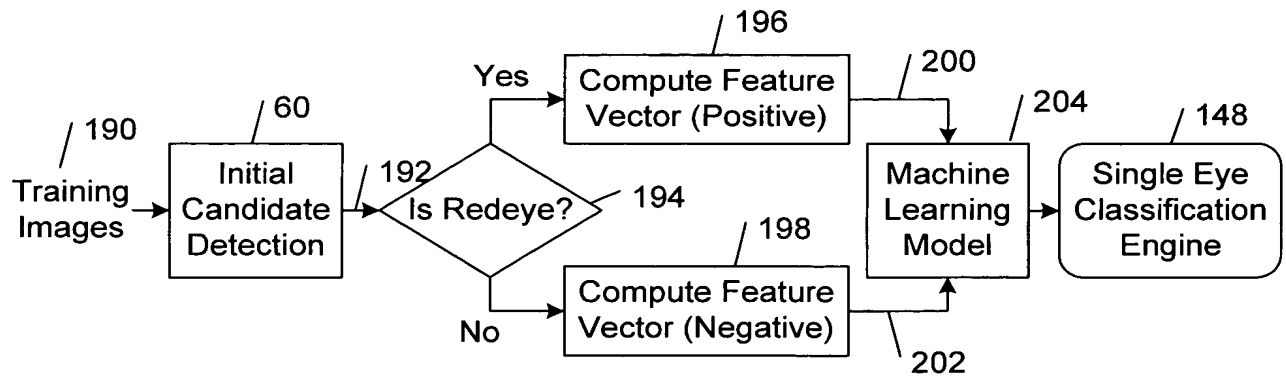 190
Training
Images
60
Initial
Candidate
Detection
192
Is Redeye?
194
Yes
196
Compute Feature
Vector (Positive)
200
No
198
Compute Feature
Vector (Negative)
202
204
Machine
Learning
Model
148
Single Eye
Classification
Engine